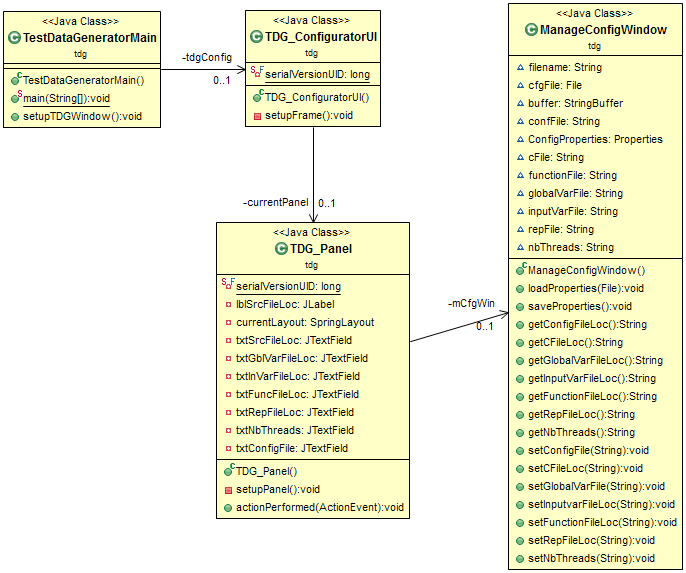 <<Java Class>>
TestDataGeneratorMain
tdg
TestDataGeneratorMain()
main(String[]):void
setupTDGWindow():void
-tdgConfig
0..1
<<Java Class>>
TDG_ConfiguratorUI
tdg
serialVersionUID: long
TDG_ConfiguratorUI()
setupFrame():void
-currentPanel
0..1
<<Java Class>>
TDG_Panel
tdg
serialVersionUID: long
lblSrcFileLoc: JLabel
currentLayout: SpringLayout
txtSrcFileLoc: JTextField
txtGblVarFileLoc: JTextField
txtInVarFileLoc: JTextField
txtFuncFileLoc: JTextField
txtRepFileLoc: JTextField
txtNbThreads: JTextField
txtConfigFile: JTextField
TDG_Panel()
setupPanel():void
actionPerformed(ActionEvent):void
-mCfgWin
0..1
<<Java Class>>
ManageConfigWindow
tdg
filename: String
cfgFile: File
buffer: StringBuffer
confFile: String
ConfigProperties: Properties
cFile: String
functionFile: String
globalVarFile: String
inputVarFile: String
repFile: String
nbThreads: String
ManageConfigWindow()
loadProperties(File):void
saveProperties():void
getConfigFileLoc():String
getCFileLoc():String
getGlobalVarFileLoc():String
getInputVarFileLoc():String
getFunctionFileLoc():String
getRepFileLoc():String
getNbThreads():String
setConfigFile(String):void
setCFileLoc(String):void
setGlobalVarFile(String):void
setInputvarFileLoc(String):void
setFunctionFileLoc(String):void
setRepFileLoc(String):void
setNbThreads(String):void